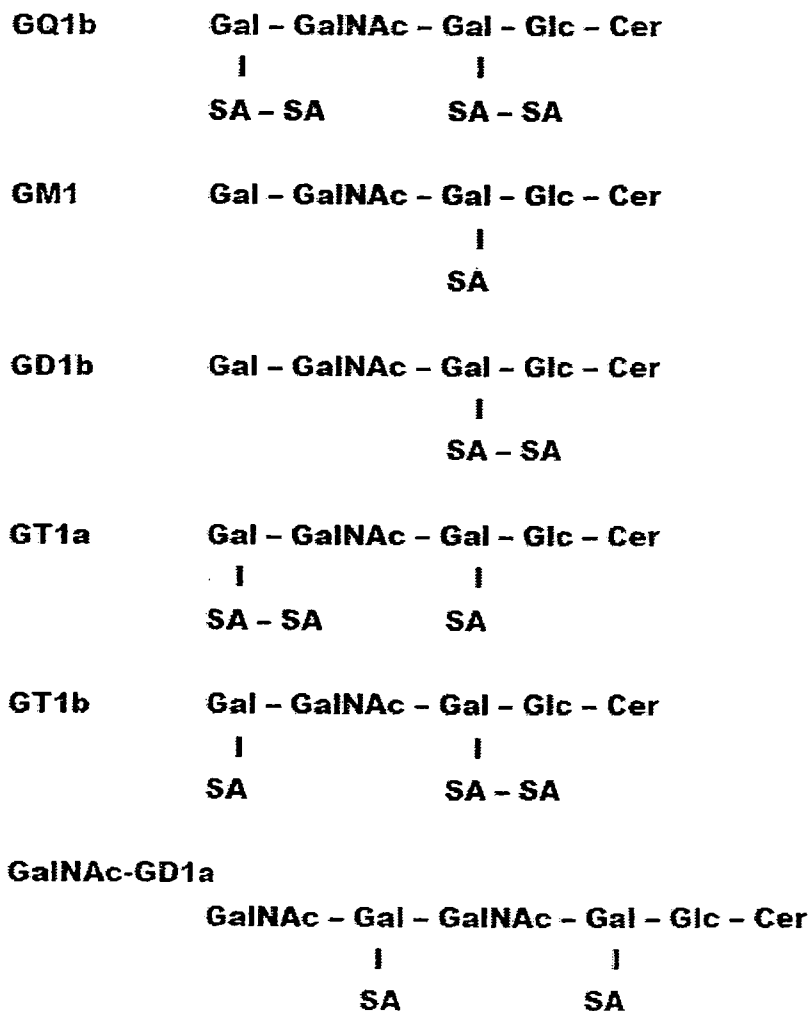 GQ1b Gal – GalNAc – Gal – Glc – Cer
I I
SA – SA SA – SA
GM1 Gal – GalNAc – Gal – Glc – Cer
I
SA
GD1b Gal – GalNAc – Gal – Glc – Cer
I
SA – SA
GT1a Gal – GalNAc – Gal – Glc – Cer
I I
SA – SA SA
GT1b Gal – GalNAc – Gal – Glc – Cer
I I
SA SA – SA
GalNAc-GD1a
GalNAc – Gal – GalNAc – Gal – Glc – Cer
I I
SA SA